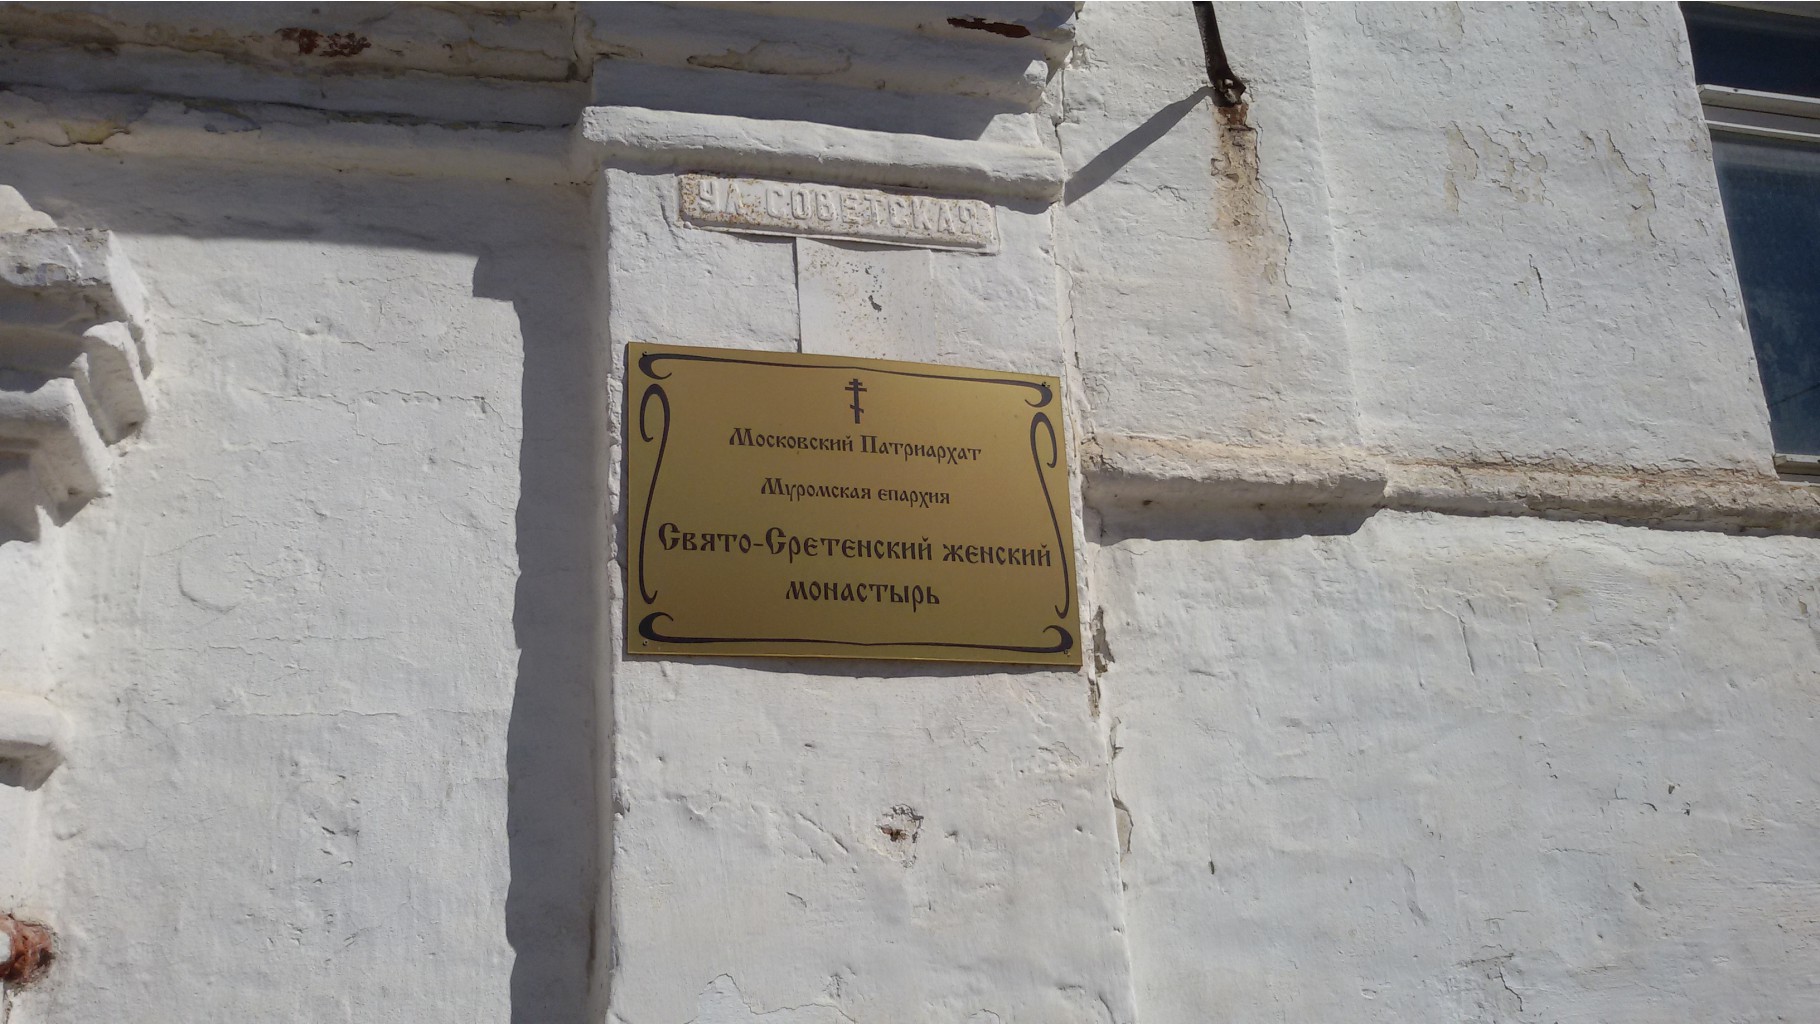 УЛ. СОВЕТСКАЯ
Московский Патриархат
Муромская епархия
Свято-Сретенский женский
монастырь